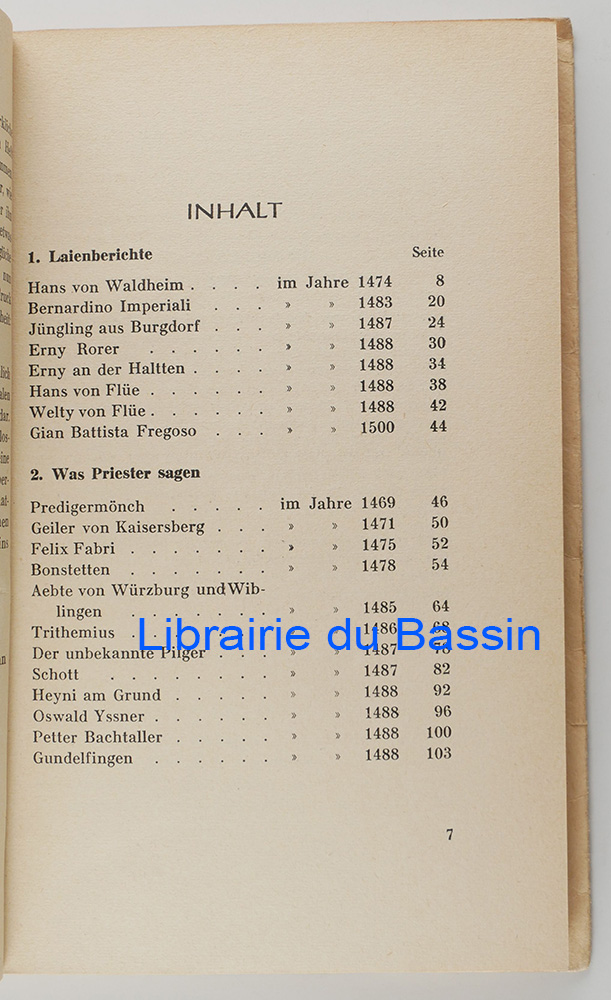 INHALT
1. Laienberichte Seite
Hans von Waldheim . . . . im Jahre 1474 8
Bernardino Imperiali . . . » » 1483 20
Jüngling aus Burgdorf . . . » » 1487 24
Erny Rorer . . . . . . » » 1488 30
Erny an der Haltten . . . . » » 1488 34
Hans von Flüe . . . . . » » 1488 38
Welty von Flüe . . . . . » » 1488 42
Gian Battista Fregoso . . . » » 1500 44
2. Was Priester sagen
Predigermönch . . . . . im Jahre 1469 46
Geiler von Kaisersberg . . . » » 1471 50
Felix Fabri . . . . . . . » » 1475 52
Bonstetten . . . . . . . » » 1478 54
Aebte von Würzburg und Wib-
lingen . . . . . . . » » 1485 64
Trithemius . . . . . . . » » 1486 68
Der unbekannte Pilger . . . » » 1487
Schott . . . . . . . . » » 1487 82
Heyni am Grund . . . . . » » 1488 92
Oswald Yssner . . . . . . » » 1488 96
Petter Bachtaller . . . . . » » 1488 100
Gundelfingen . . . . . . » » 1488 103
7
Librairie du Bassin